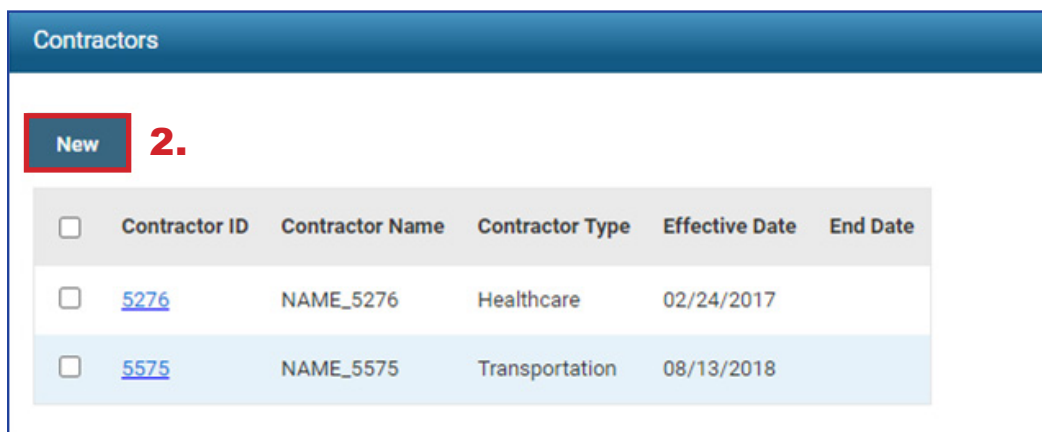 Contractors
New 2.
Contractor ID Contractor Name Contractor Type Effective Date End Date
5276 NAME_5276 Healthcare 02/24/2017
5575 NAME_5575 Transportation 08/13/2018